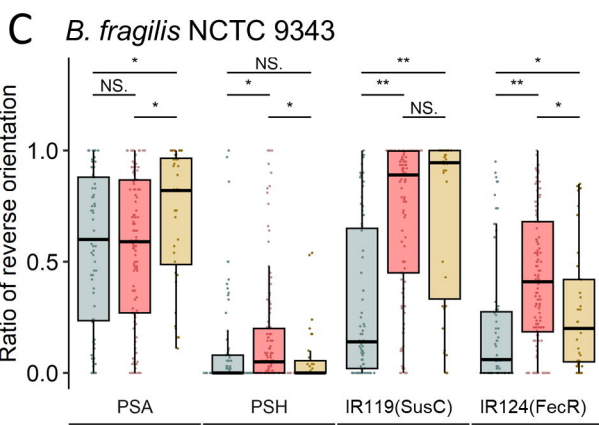 C B. fragilis NCTC 9343
* NS. ** *
NS. * ** **
* * NS. *
Ratio of reverse orientation
1.0
0.5
0.0
PSA PSH IR119(SusC) IR124(FecR)